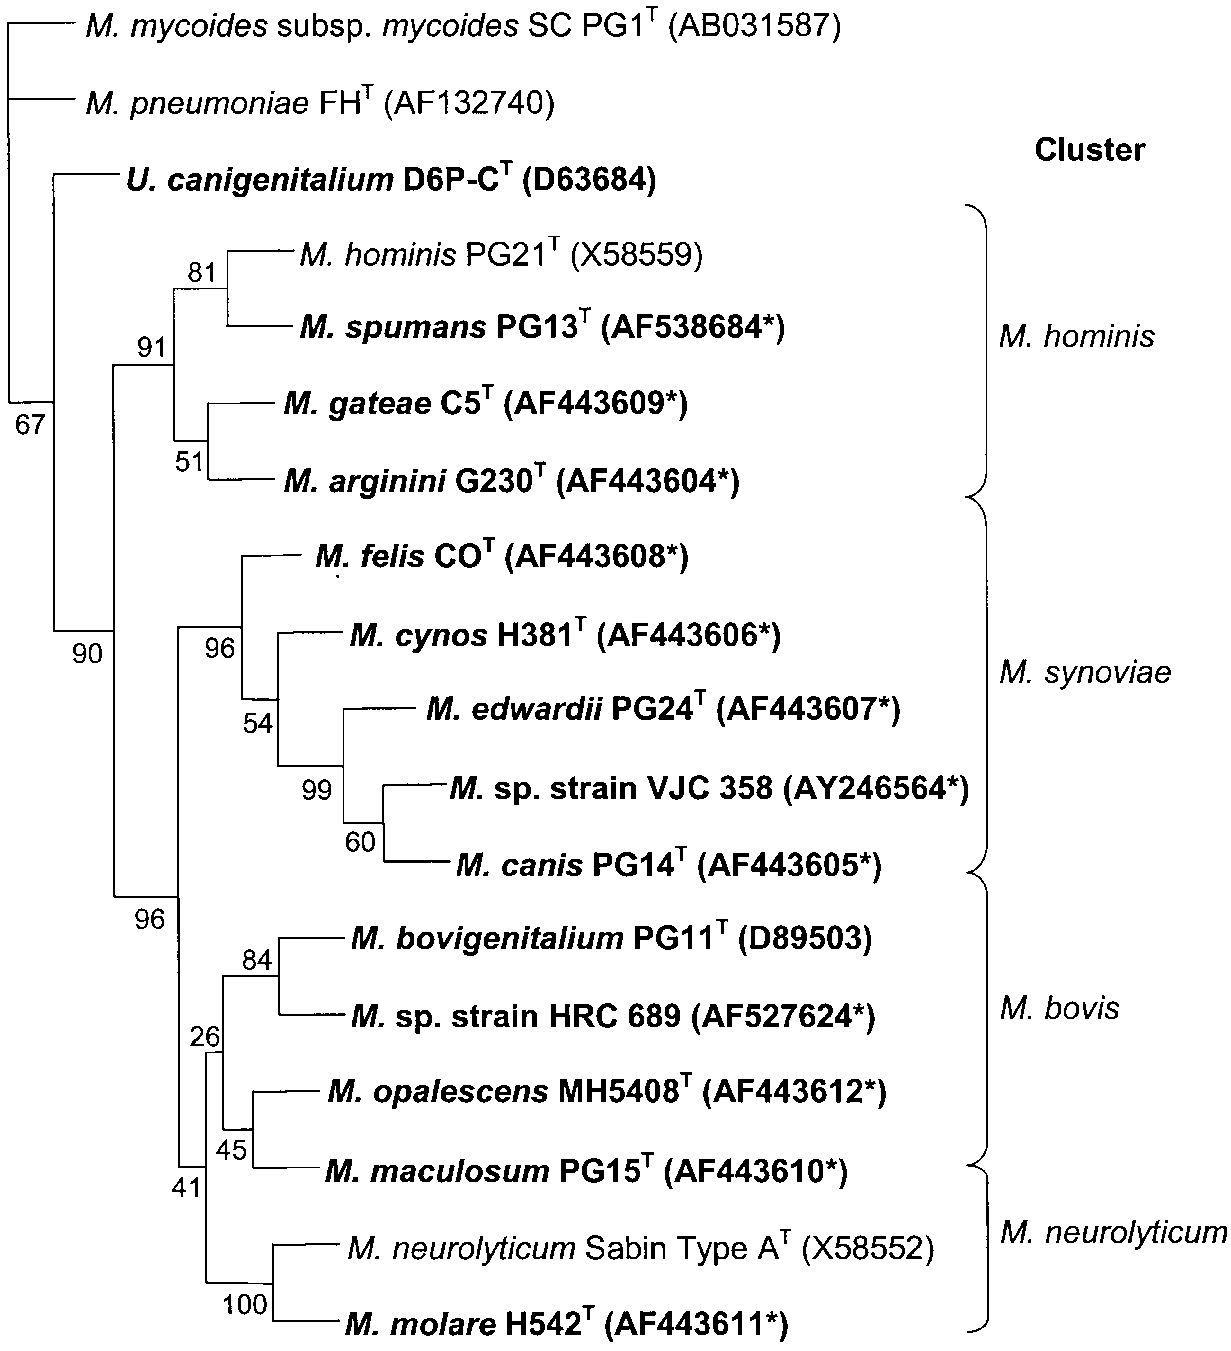 M. mycoides subsp. mycoides SC PG1T (AB031587)
M. pneumoniae FHT (AF132740)
Cluster
U. canigenitalium D6P-CT (D63684)
M. hominis PG21T (X58559)
81
M. spumans PG13T (AF538684*)
M. hominis
91
M. gateae C5T (AF443609*)
67
51
M. arginini G230T (AF443604*)
M. felis COT (AF443608*)
M. cynos H381T (AF443606*)
96
90
M. synoviae
M. edwardii PG24T (AF443607*)
54
M. sp. strain VJC 358 (AY246564*)
99
60
M. canis PG14T (AF443605*)
96
M. bovigenitalium PG11T (D89503)
84
M. sp. strain HRC 689 (AF527624*)
M. bovis
26
M. opalescens MH5408T (AF443612*)
45
M. maculosum PG15T (AF443610*)
41
M. neurolyticum
M. neurolyticum Sabin Type AT (X58552)
100
M. molare H542T (AF443611*)